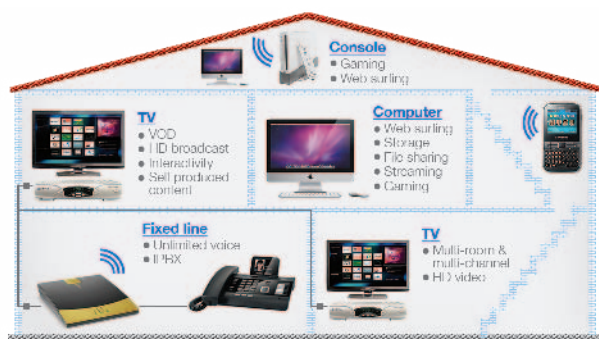 Console
• Gaming
• Web surfing
TV
• VOD
• HD broadcast
• Interactivity
• Self produced
content
Computer
• Web surfing
• Storage
• File sharing
• Streaming
• Gaming
Fixed line
• Unlimited voice
• IPBX
TV
• Multi-room &
multi-channel
• HD video